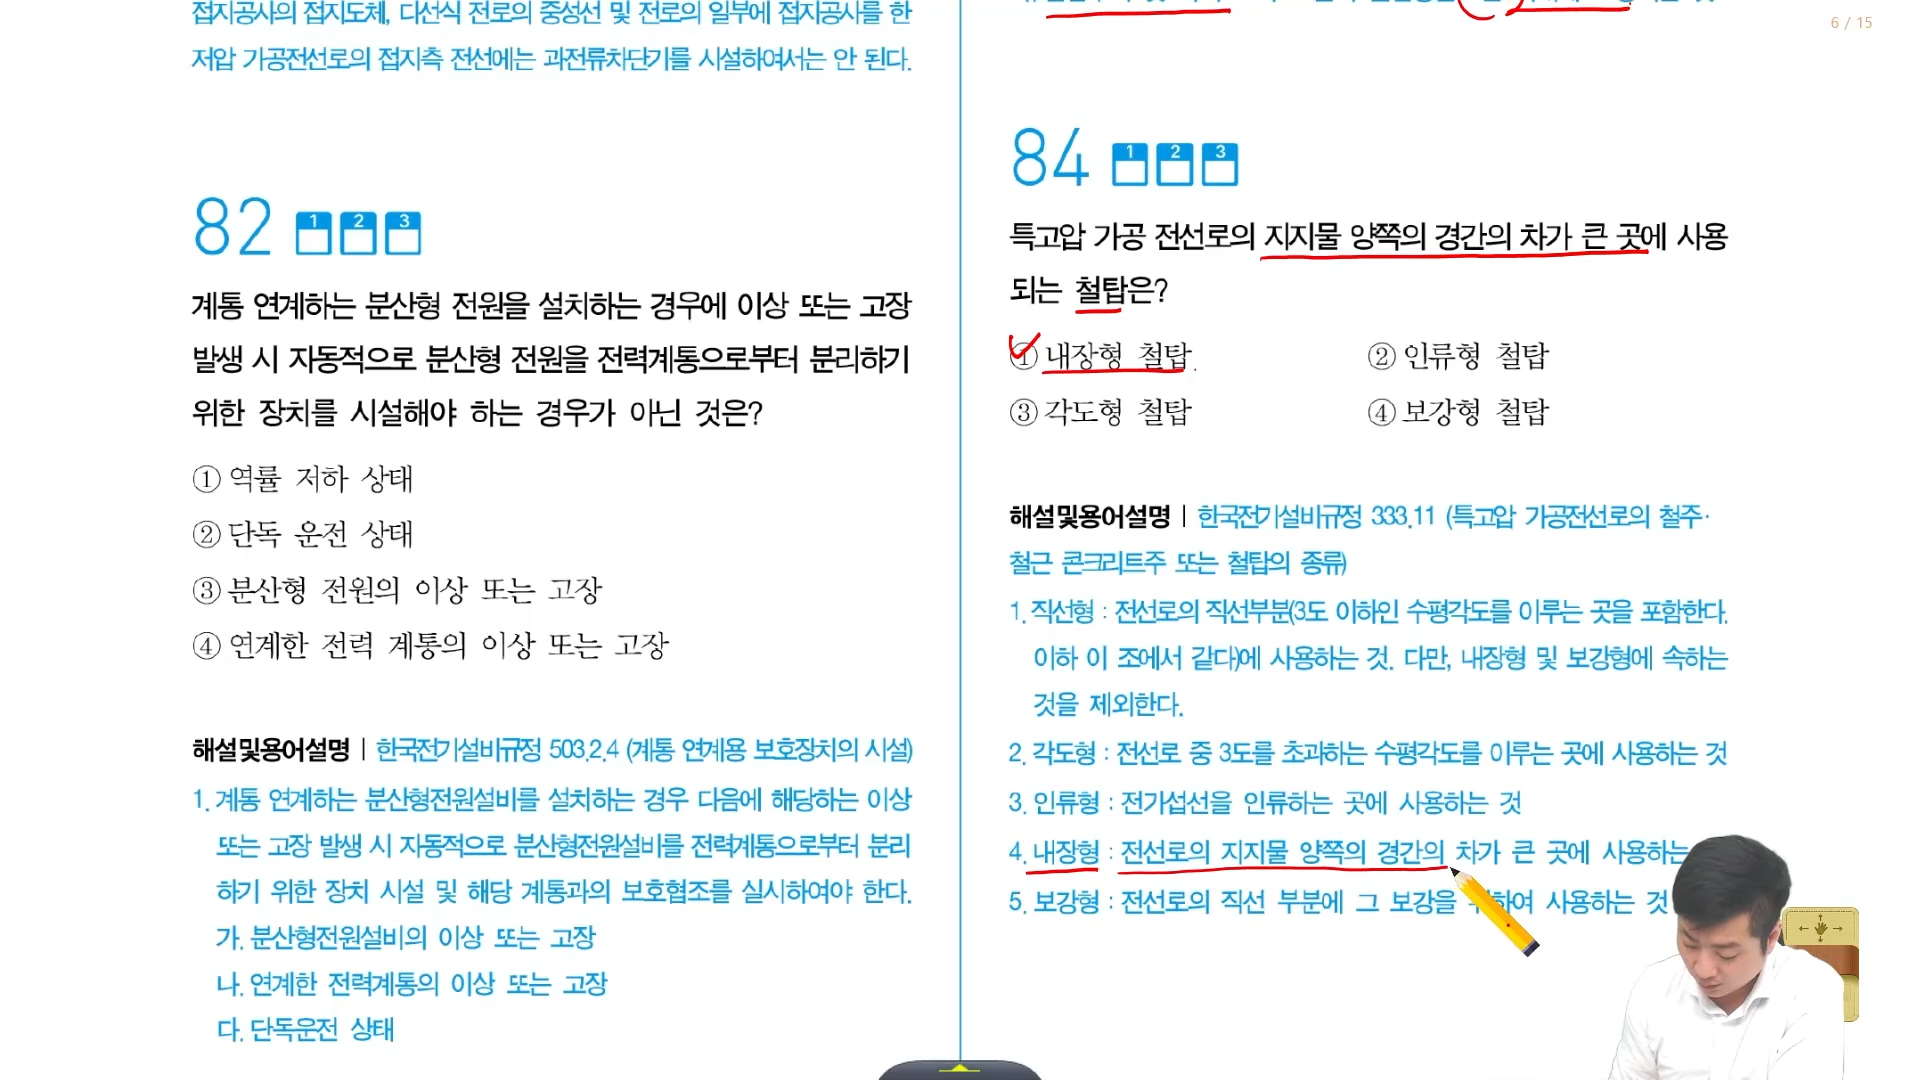 접지공사의 접지도체, 다선식 전로의 중성선 및 전로의 일부에 접지공사를 한
저압 가공전선로의 접지측 전선에는 과전류차단기를 시설하여서는 안 된다.
82 1 2 3
계통 연계하는 분산형 전원을 설치하는 경우에 이상 또는 고장
발생 시 자동적으로 분산형 전원을 전력계통으로부터 분리하기
위한 장치를 시설해야 하는 경우가 아닌 것은?
① 역률 저하 상태
② 단독 운전 상태
③ 분산형 전원의 이상 또는 고장
④ 연계한 전력 계통의 이상 또는 고장
해설및용어설명 | 한국전기설비규정 503.2.4 (계통 연계용 보호장치의 시설)
1. 계통 연계하는 분산형전원설비를 설치하는 경우 다음에 해당하는 이상
또는 고장 발생 시 자동적으로 분산형전원설비를 전력계통으로부터 분리
하기 위한 장치 시설 및 해당 계통과의 보호협조를 실시하여야 한다.
가. 분산형전원설비의 이상 또는 고장
나. 연계한 전력계통의 이상 또는 고장
다. 단독운전 상태
6 / 15
84 1 2 3
특고압 가공 전선로의 지지물 양쪽의 경간의 차가 큰 곳에 사용
되는 철탑은?
① 내장형 철탑
② 인류형 철탑
③ 각도형 철탑
④ 보강형 철탑
해설및용어설명 | 한국전기설비규정 333.11 (특고압 가공전선로의 철주·
철근 콘크리트주 또는 철탑의 종류)
1. 직선형 : 전선로의 직선부분(3도 이하인 수평각도를 이루는 곳을 포함한다.
이하 이 조에서 같다)에 사용하는 것. 다만, 내장형 및 보강형에 속하는
것을 제외한다.
2. 각도형 : 전선로 중 3도를 초과하는 수평각도를 이루는 곳에 사용하는 것
3. 인류형 : 전가섭선을 인류하는 곳에 사용하는 것
4. 내장형 : 전선로의 지지물 양쪽의 경간의 차가 큰 곳에 사용하는
5. 보강형 : 전선로의 직선 부분에 그 보강을 사용하는 것